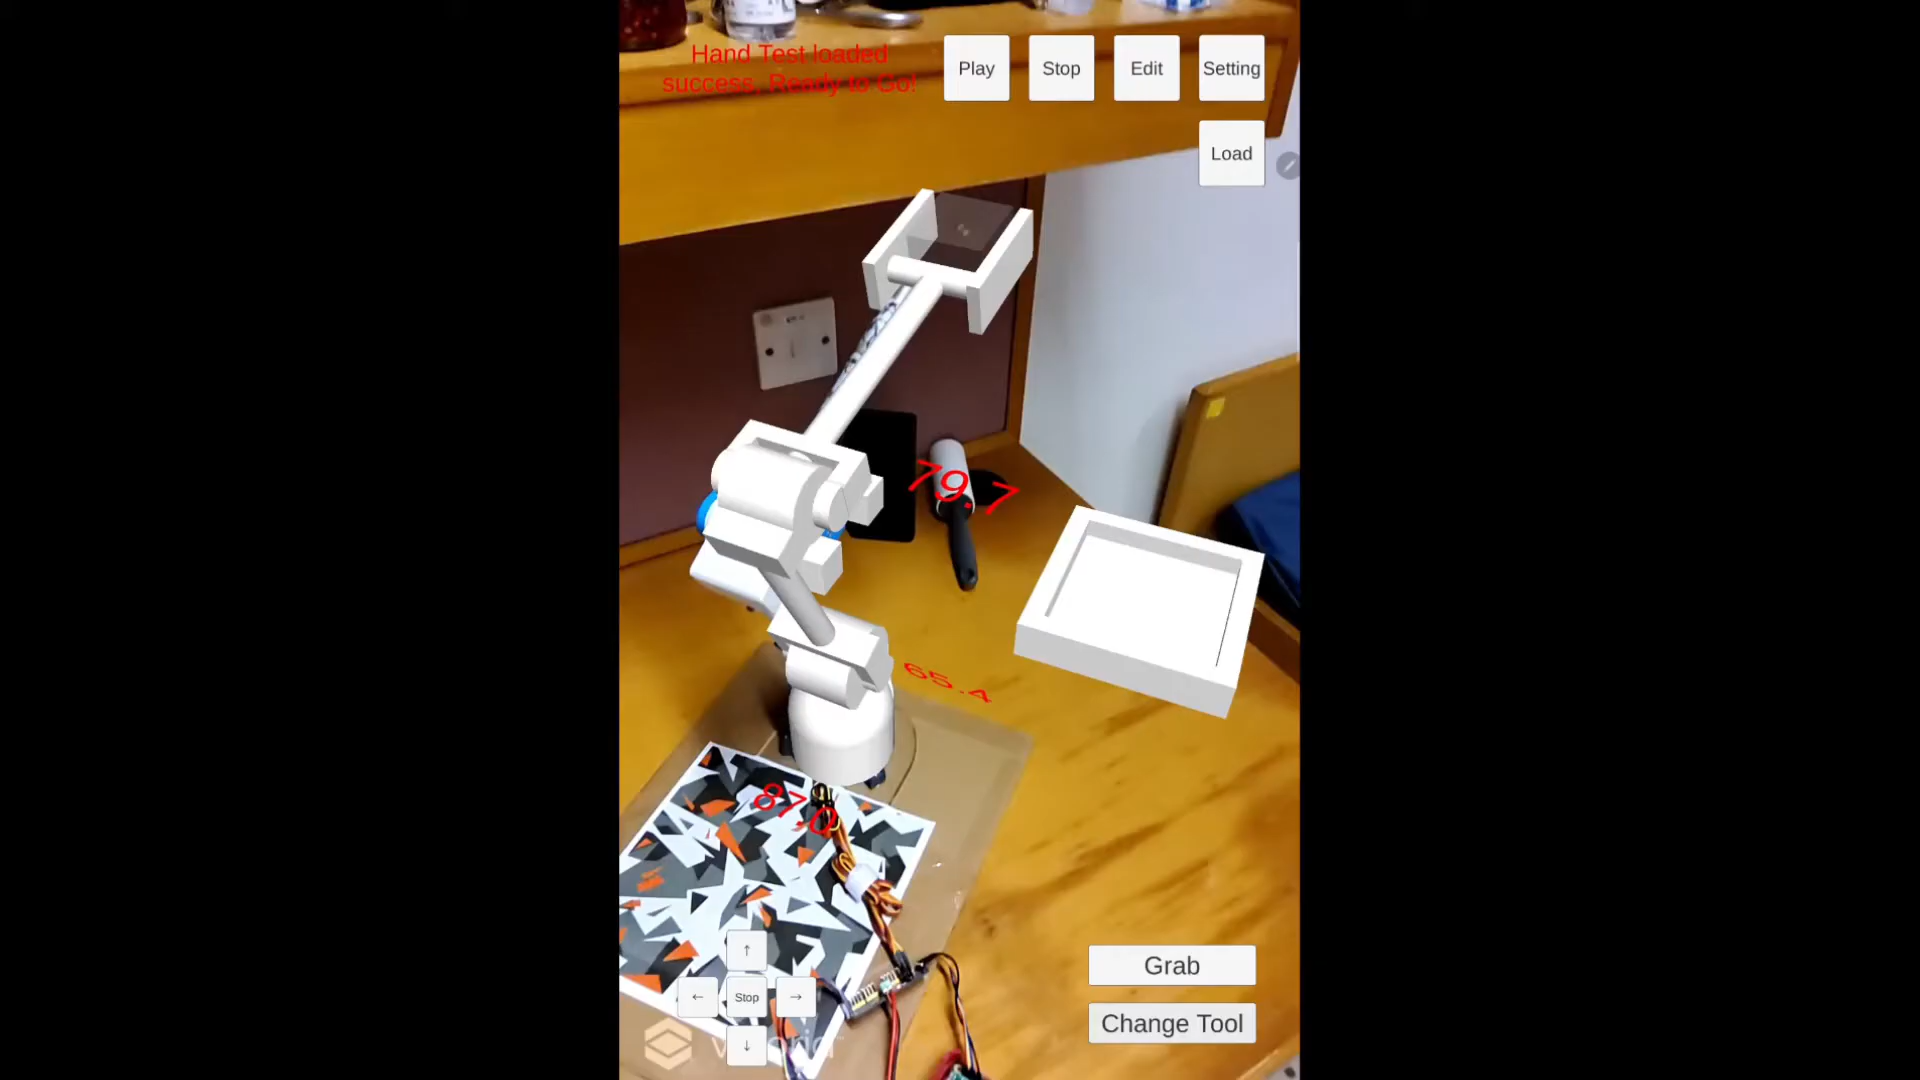 Hand Test loaded
success, Ready to Go!
Play
Stop
Edit
Setting
Load
79.7
65.4
87.0
↑
← Stop →
↓
Grab
Change Tool